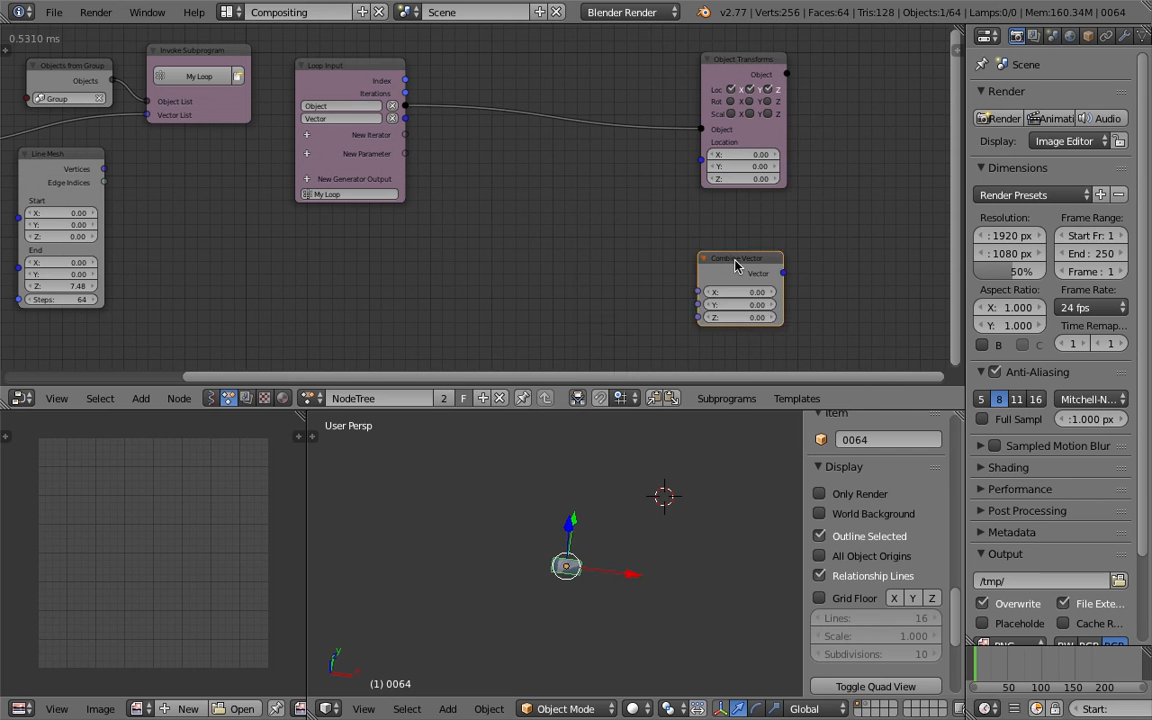 File Render Window Help Compositing Scene Blender Render v2.77 | Verts:256 | Faces:64 | Tris:128 | Objects:1/64 | Lamps:0/0 | Mem:160.34M | 0064
0.5310 ms
Objects from Group
Objects
Group
Invoke Subprogram
My Loop
Object List
Vector List
Line Mesh
Vertices
Edge Indices
Start
X: 0.00
Y: 0.00
Z: 0.00
End
X: 0.00
Y: 0.00
Z: 7.48
Steps: 64
Loop Input
Index
Iterations
Object
Vector
New Iterator
New Parameter
New Generator Output
My Loop
Object Transforms
Object
Loc X Y Z
Rot X Y Z
Scal X Y Z
Object
Location
X: 0.00
Y: 0.00
Z: 0.00
Combine Vector
Vector
X: 0.00
Y: 0.00
Z: 0.00
View Select Add Node NodeTree 2 F Subprograms Templates
User Persp
(1) 0064
y
x
View Image New Open
View Select Add Object Object Mode Global
Item
0064
Display
Only Render
World Background
Outline Selected
All Object Origins
Relationship Lines
Grid Floor X Y Z
Lines: 16
Scale: 1.000
Subdivisions: 10
Toggle Quad View
Scene
Render
Render Animati Audio
Display: Image Editor
Dimensions
Render Presets
Resolution: Frame Range:
: 1920 px Start Fr: 1
: 1080 px End : 250
50% Frame : 1
Aspect Ratio: Frame Rate:
X: 1.000 24 fps
Y: 1.000 Time Remap...
B C 1 1
Anti-Aliasing
5 8 11 16 Mitchell-N...
Full Sampl :1.000 px
Sampled Motion Blur
Shading
Performance
Post Processing
Metadata
Output
/tmp/
Overwrite File Exte...
Placeholde Cache R...
PNG BW RGB RGB
50 100 150 200
Start: